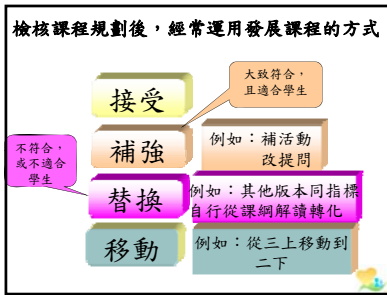 檢核課程規劃後，經常運用發展課程的方式
大致符合，
且適合學生
接受
補強
例如：補活動
改提問
不符合，
或不適合
學生
替換
例如：其他版本同指標
自行從課綱解讀轉化
移動
例如：從三上移動到
二下